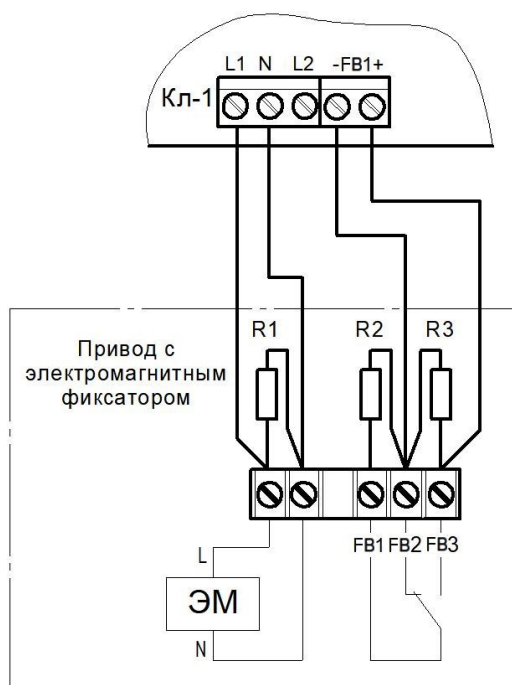 L1 N L2 -FB1+
Кл-1
R1 R2 R3
Привод с
электромагнитным
фиксатором
FB1 FB2 FB3
L
ЭМ
N